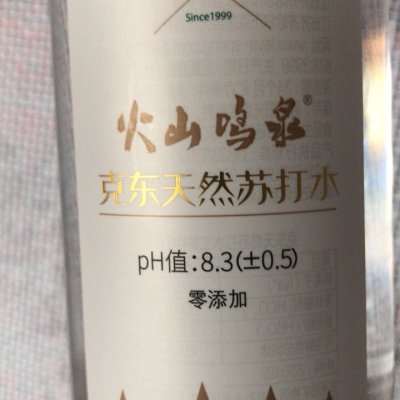 Since1999
火山鸣泉®
克东天然苏打水
pH值:8.3(±0.5)
零添加